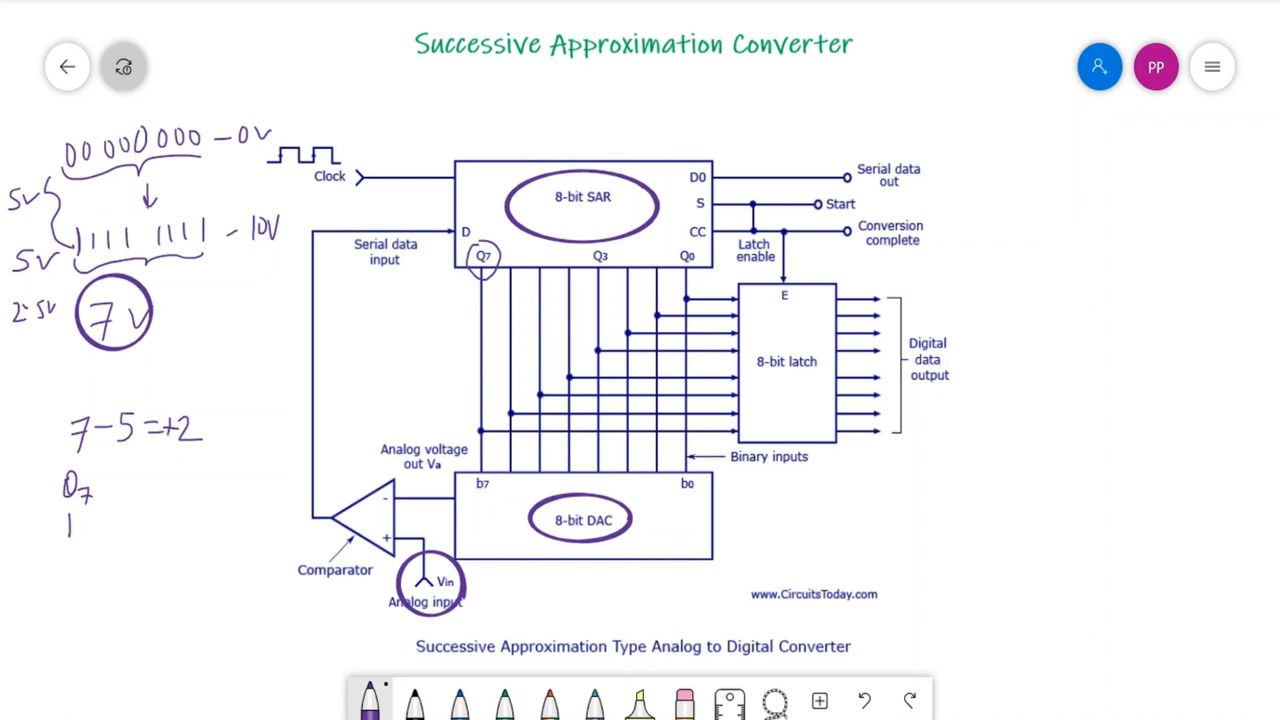 Successive Approximation Converter
PP
00000000 - 0V
5V
11111111 - 10V
5V
2.5V
7V
7-5=+2
Q7
1
Clock
8-bit SAR
D0
S
CC
D
Q7
Q3
Q0
Serial data
out
Start
Conversion
complete
Latch
enable
Serial data
input
E
8-bit latch
Digital
data
output
Analog voltage
out Va
Binary inputs
b7
b0
8-bit DAC
-
+
Comparator
Vin
Analog input
www.CircuitsToday.com
Successive Approximation Type Analog to Digital Converter